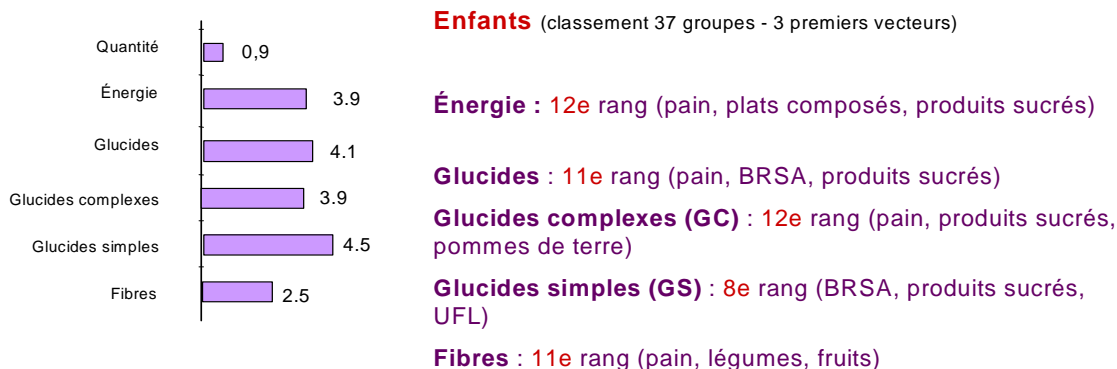 Enfants (classement 37 groupes - 3 premiers vecteurs)
Quantité 0,9
Énergie 3.9
Énergie : 12e rang (pain, plats composés, produits sucrés)
Glucides 4.1
Glucides : 11e rang (pain, BRSA, produits sucrés)
Glucides complexes 3.9
Glucides complexes (GC) : 12e rang (pain, produits sucrés,
pommes de terre)
Glucides simples 4.5
Glucides simples (GS) : 8e rang (BRSA, produits sucrés,
UFL)
Fibres 2.5
Fibres : 11e rang (pain, légumes, fruits)